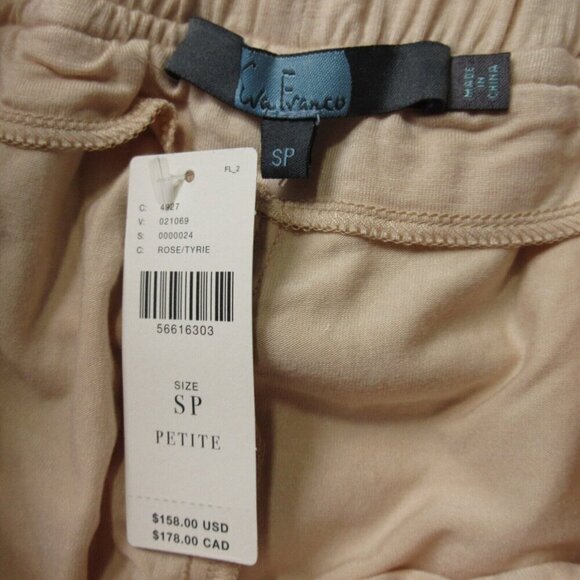 Eva Franco
MADE IN
CHINA
SP
FL_2
C: 4927
V: 021069
S: 0000024
C: ROSE/TYRIE
56616303
SIZE
SP
PETITE
$158.00 USD
$178.00 CAD